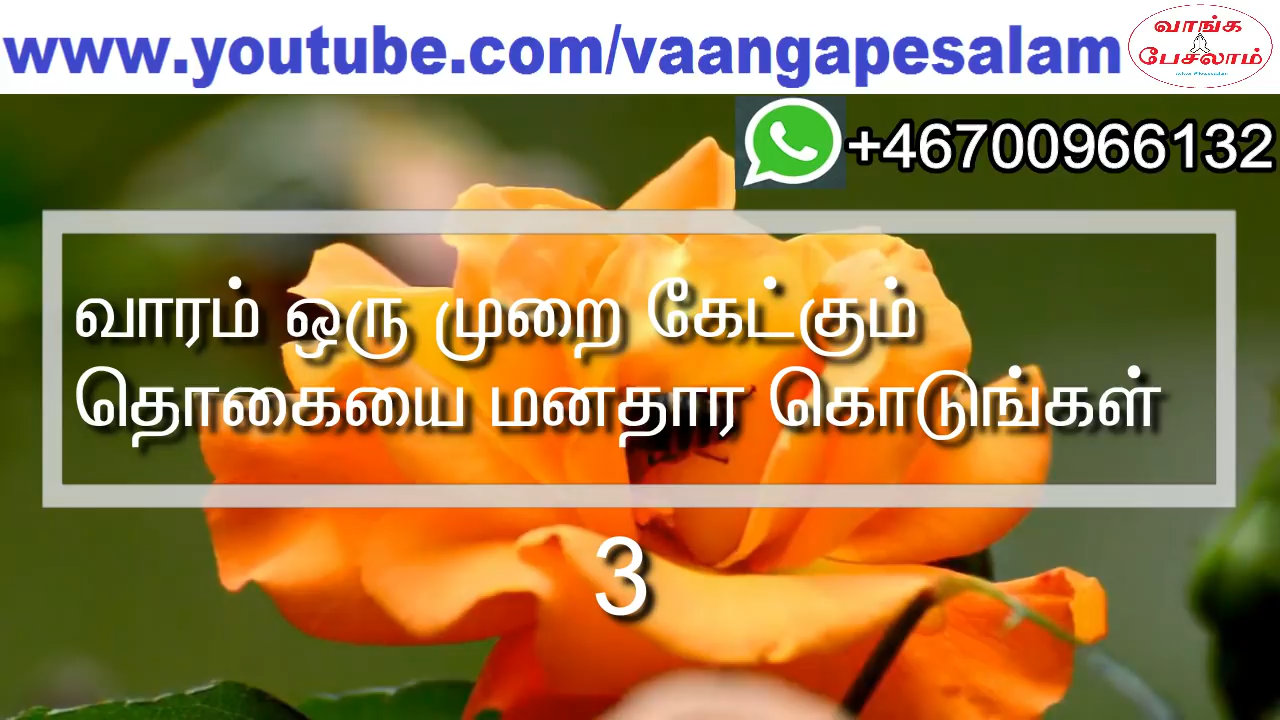 www.youtube.com/vaangapesalam
வாங்க
பேசலாம்
+46700966132
வாரம் ஒரு முறை கேட்கும்
தொகையை மனதார கொடுங்கள்
3